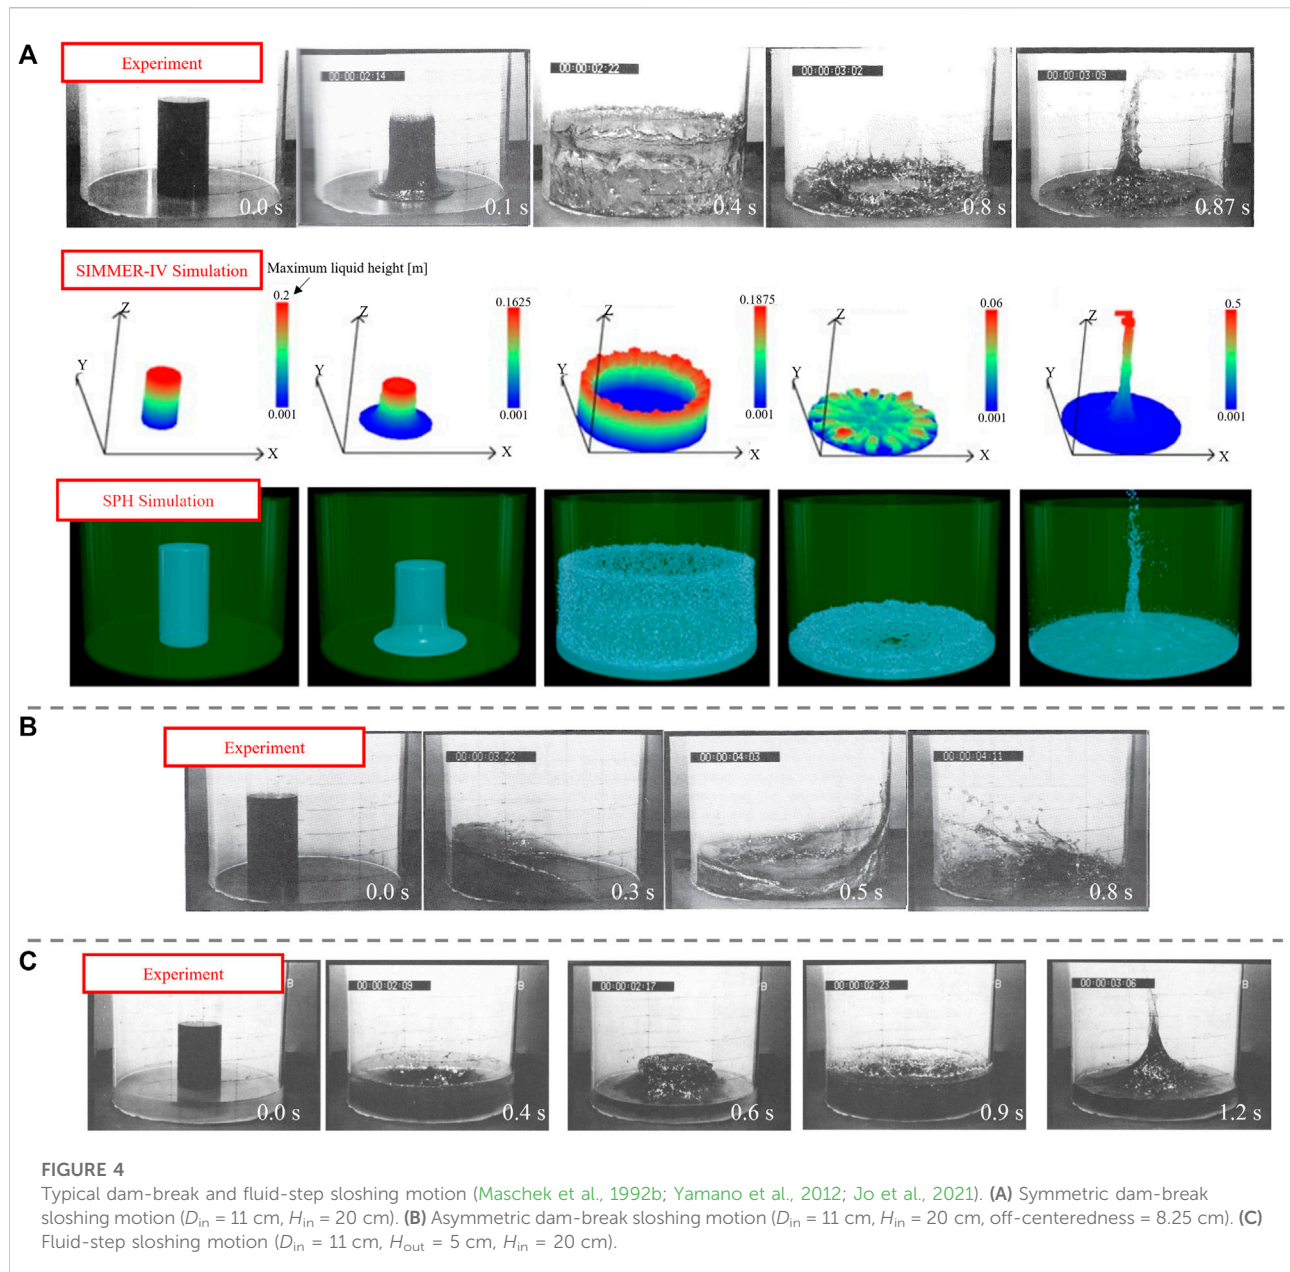 A
Experiment
00:00:02:14
00:00:02:22
00:00:03:02
00:00:03:09
0.0 s
0.1 s
0.4 s
0.8 s
0.87 s
SIMMER-IV Simulation
Maximum liquid height [m]
0.2
0.1625
0.1875
0.06
0.5
Z
Z
Z
Z
Z
Y
Y
Y
Y
Y
0.001
0.001
0.001
0.001
0.001
X
X
X
X
X
SPH Simulation
B
Experiment
00:00:03:22
00:00:04:03
00:00:04:11
0.0 s
0.3 s
0.5 s
0.8 s
C
Experiment
00:00:02:09
00:00:02:17
00:00:02:23
00:00:03:06
B
B
B
B
0.0 s
0.4 s
0.6 s
0.9 s
1.2 s
FIGURE 4
Typical dam-break and fluid-step sloshing motion (Maschek et al., 1992b; Yamano et al., 2012; Jo et al., 2021). (A) Symmetric dam-break
sloshing motion (Din = 11 cm, Hin = 20 cm). (B) Asymmetric dam-break sloshing motion (Din = 11 cm, Hin = 20 cm, off-centeredness = 8.25 cm). (C)
Fluid-step sloshing motion (Din = 11 cm, Hout = 5 cm, Hin = 20 cm).